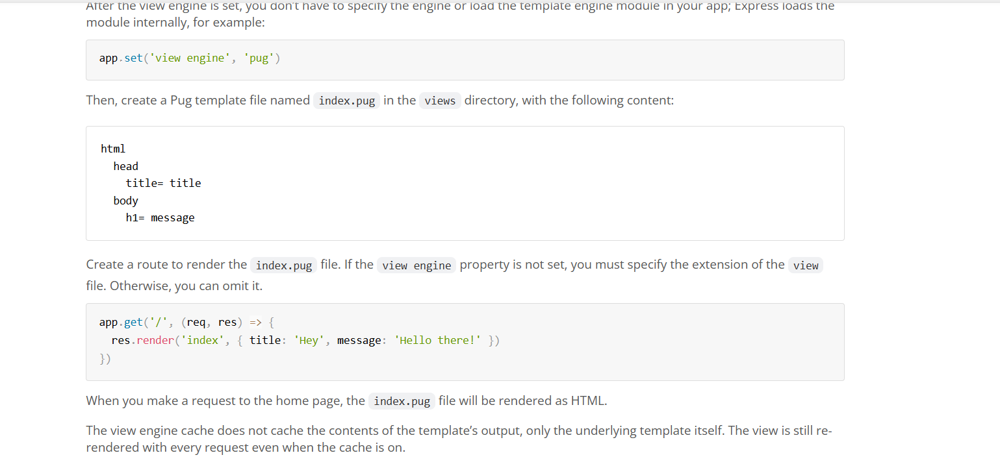 After the view engine is set, you don't have to specify the engine or load the template engine module in your app; Express loads the
module internally, for example:
app.set('view engine', 'pug')
Then, create a Pug template file named index.pug in the views directory, with the following content:
html
  head
    title= title
  body
    h1= message
Create a route to render the index.pug file. If the view engine property is not set, you must specify the extension of the view
file. Otherwise, you can omit it.
app.get('/', (req, res) => {
  res.render('index', { title: 'Hey', message: 'Hello there!' })
})
When you make a request to the home page, the index.pug file will be rendered as HTML.
The view engine cache does not cache the contents of the template’s output, only the underlying template itself. The view is still re-
rendered with every request even when the cache is on.